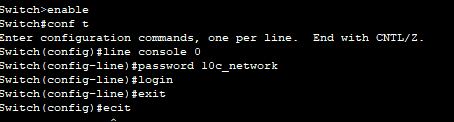 Switch>enable
Switch#conf t
Enter configuration commands, one per line.  End with CNTL/Z.
Switch(config)#line console 0
Switch(config-line)#password 10c_network
Switch(config-line)#login
Switch(config-line)#exit
Switch(config)#ecit
^